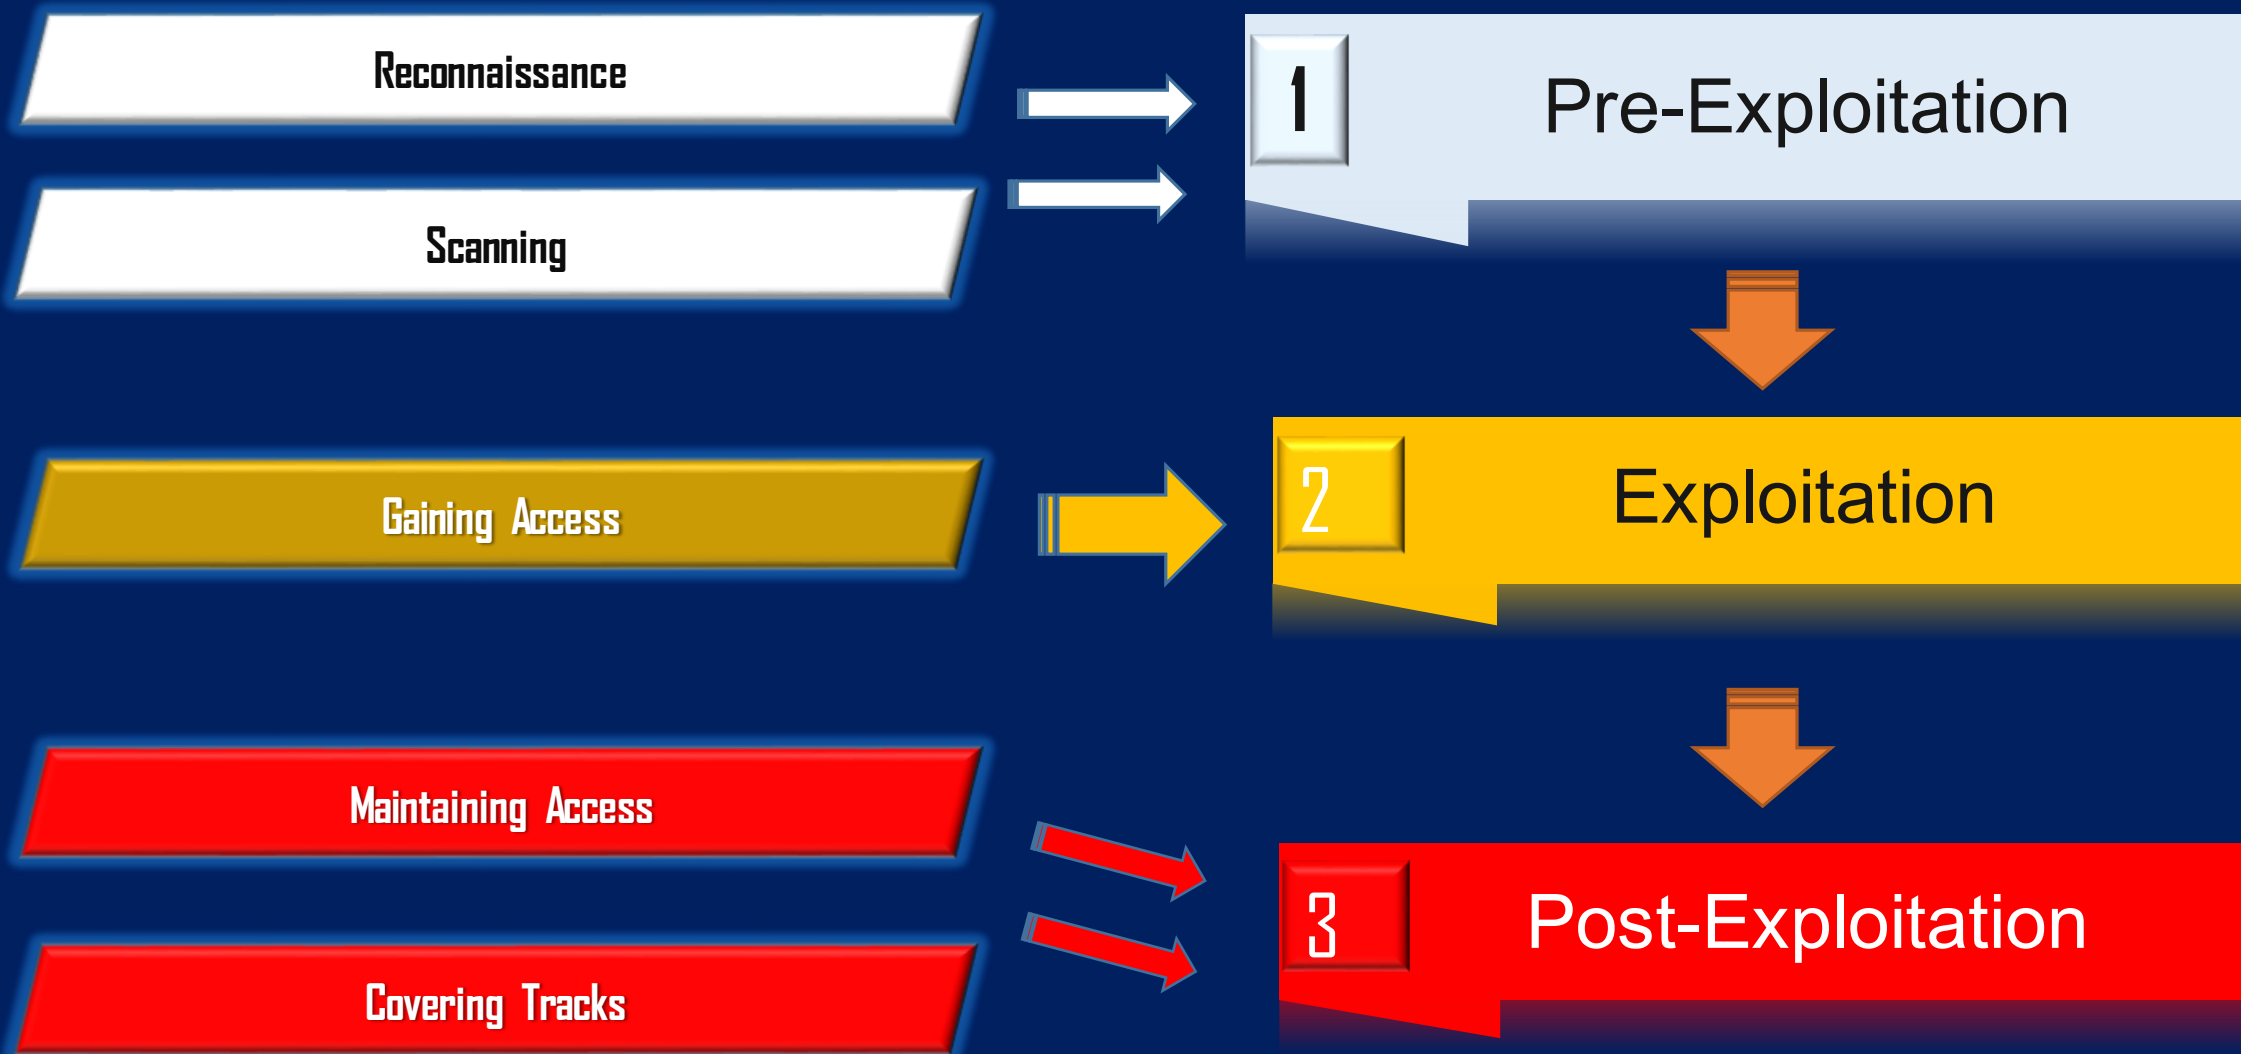 Reconnaissance
1
Pre-Exploitation
Scanning
Gaining Access
2
Exploitation
Maintaining Access
3
Post-Exploitation
Covering Tracks